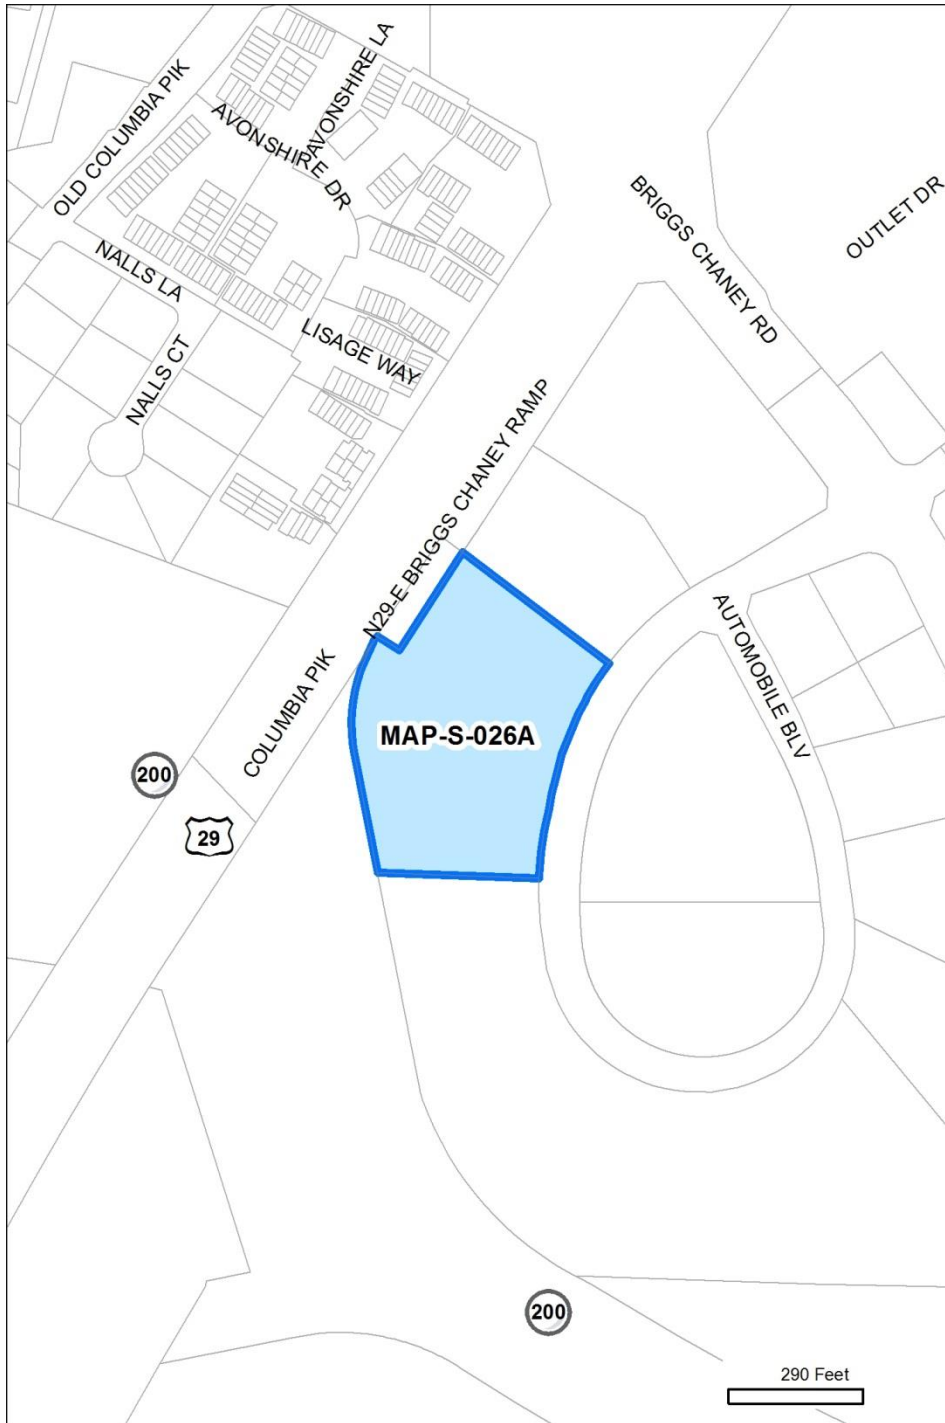 AVONSHIRE LA
OLD COLUMBIA PIK
AVONSHIRE DR
BRIGGS CHANEY RD
OUTLET DR
NALLS LA
NALLS CT
LISAGE WAY
N29-E BRIGGS CHANEY RAMP
AUTOMOBILE BLV
COLUMBIA PIK
MAP-S-026A
200
29
200
290 Feet